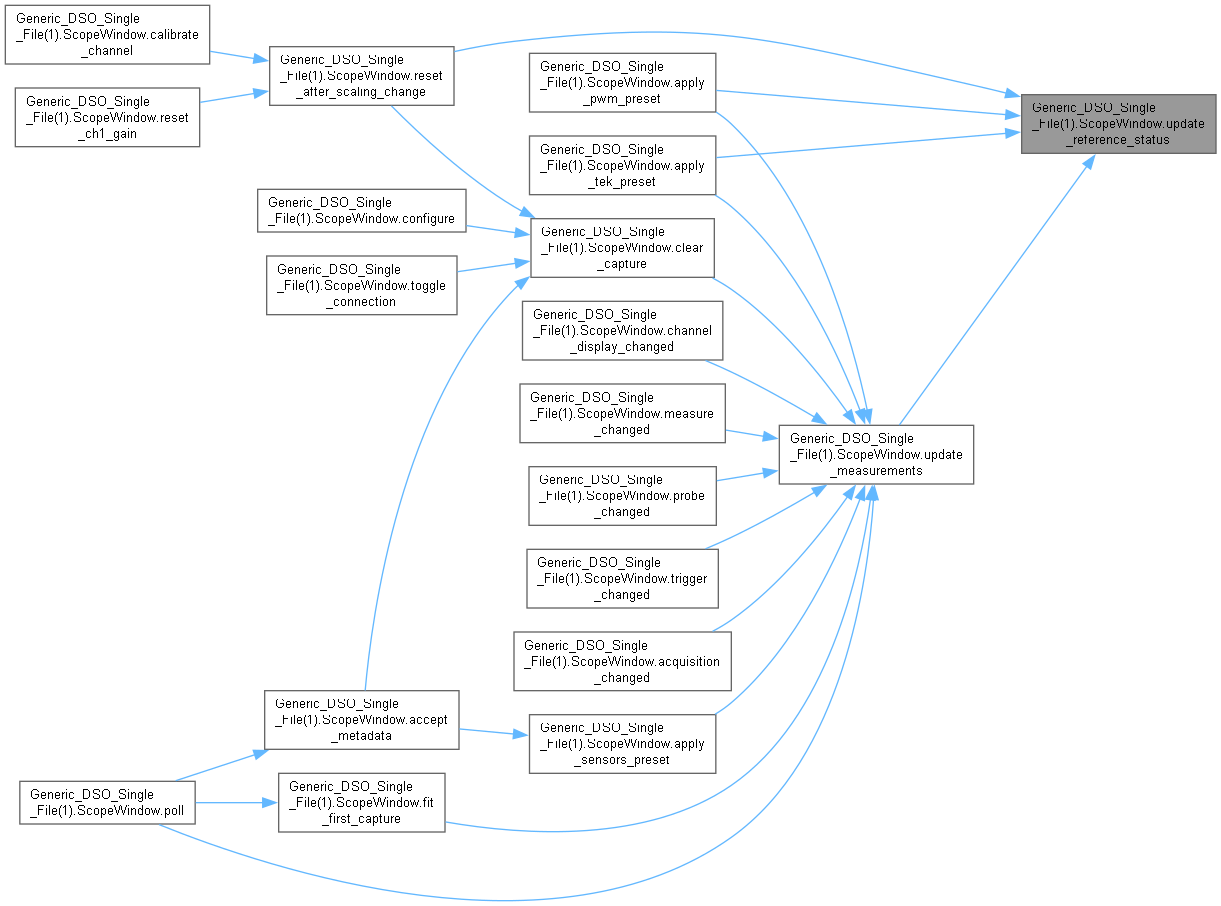 Generic_DSO_Single
_File(1).ScopeWindow.calibrate
_channel
Generic_DSO_Single
_File(1).ScopeWindow.reset
_ch1_gain
Generic_DSO_Single
_File(1).ScopeWindow.reset
_after_scaling_change
Generic_DSO_Single
_File(1).ScopeWindow.configure
Generic_DSO_Single
_File(1).ScopeWindow.toggle
_connection
Generic_DSO_Single
_File(1).ScopeWindow.accept
_metadata
Generic_DSO_Single
_File(1).ScopeWindow.poll
Generic_DSO_Single
_File(1).ScopeWindow.fit
_first_capture
Generic_DSO_Single
_File(1).ScopeWindow.apply
_pwm_preset
Generic_DSO_Single
_File(1).ScopeWindow.apply
_tek_preset
Generic_DSO_Single
_File(1).ScopeWindow.clear
_capture
Generic_DSO_Single
_File(1).ScopeWindow.channel
_display_changed
Generic_DSO_Single
_File(1).ScopeWindow.measure
_changed
Generic_DSO_Single
_File(1).ScopeWindow.probe
_changed
Generic_DSO_Single
_File(1).ScopeWindow.trigger
_changed
Generic_DSO_Single
_File(1).ScopeWindow.acquisition
_changed
Generic_DSO_Single
_File(1).ScopeWindow.apply
_sensors_preset
Generic_DSO_Single
_File(1).ScopeWindow.update
_measurements
Generic_DSO_Single
_File(1).ScopeWindow.update
_reference_status